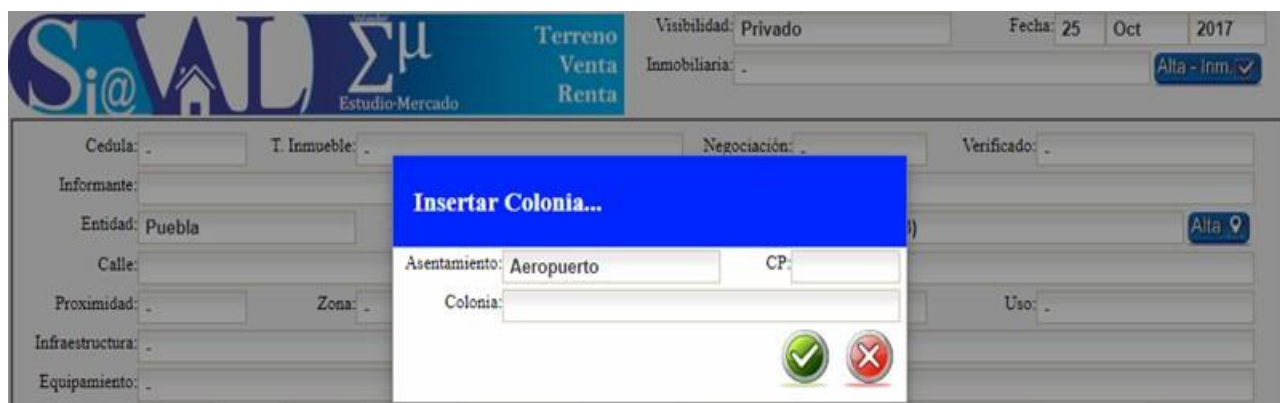 Visibilidad: Privado Fecha: 25 Oct 2017
Inmobiliaria: - Alta - Inm.
Si@VAL Σμ
Estudio-Mercado
Terreno
Venta
Renta
Cedula: - T. Inmueble: - Negociación: - Verificado: -
Informante:
Entidad: Puebla Alta
Calle:
Proximidad: - Zona: - Uso: -
Infraestructura: -
Equipamiento: -
Insertar Colonia...
Asentamiento: Aeropuerto CP:
Colonia: